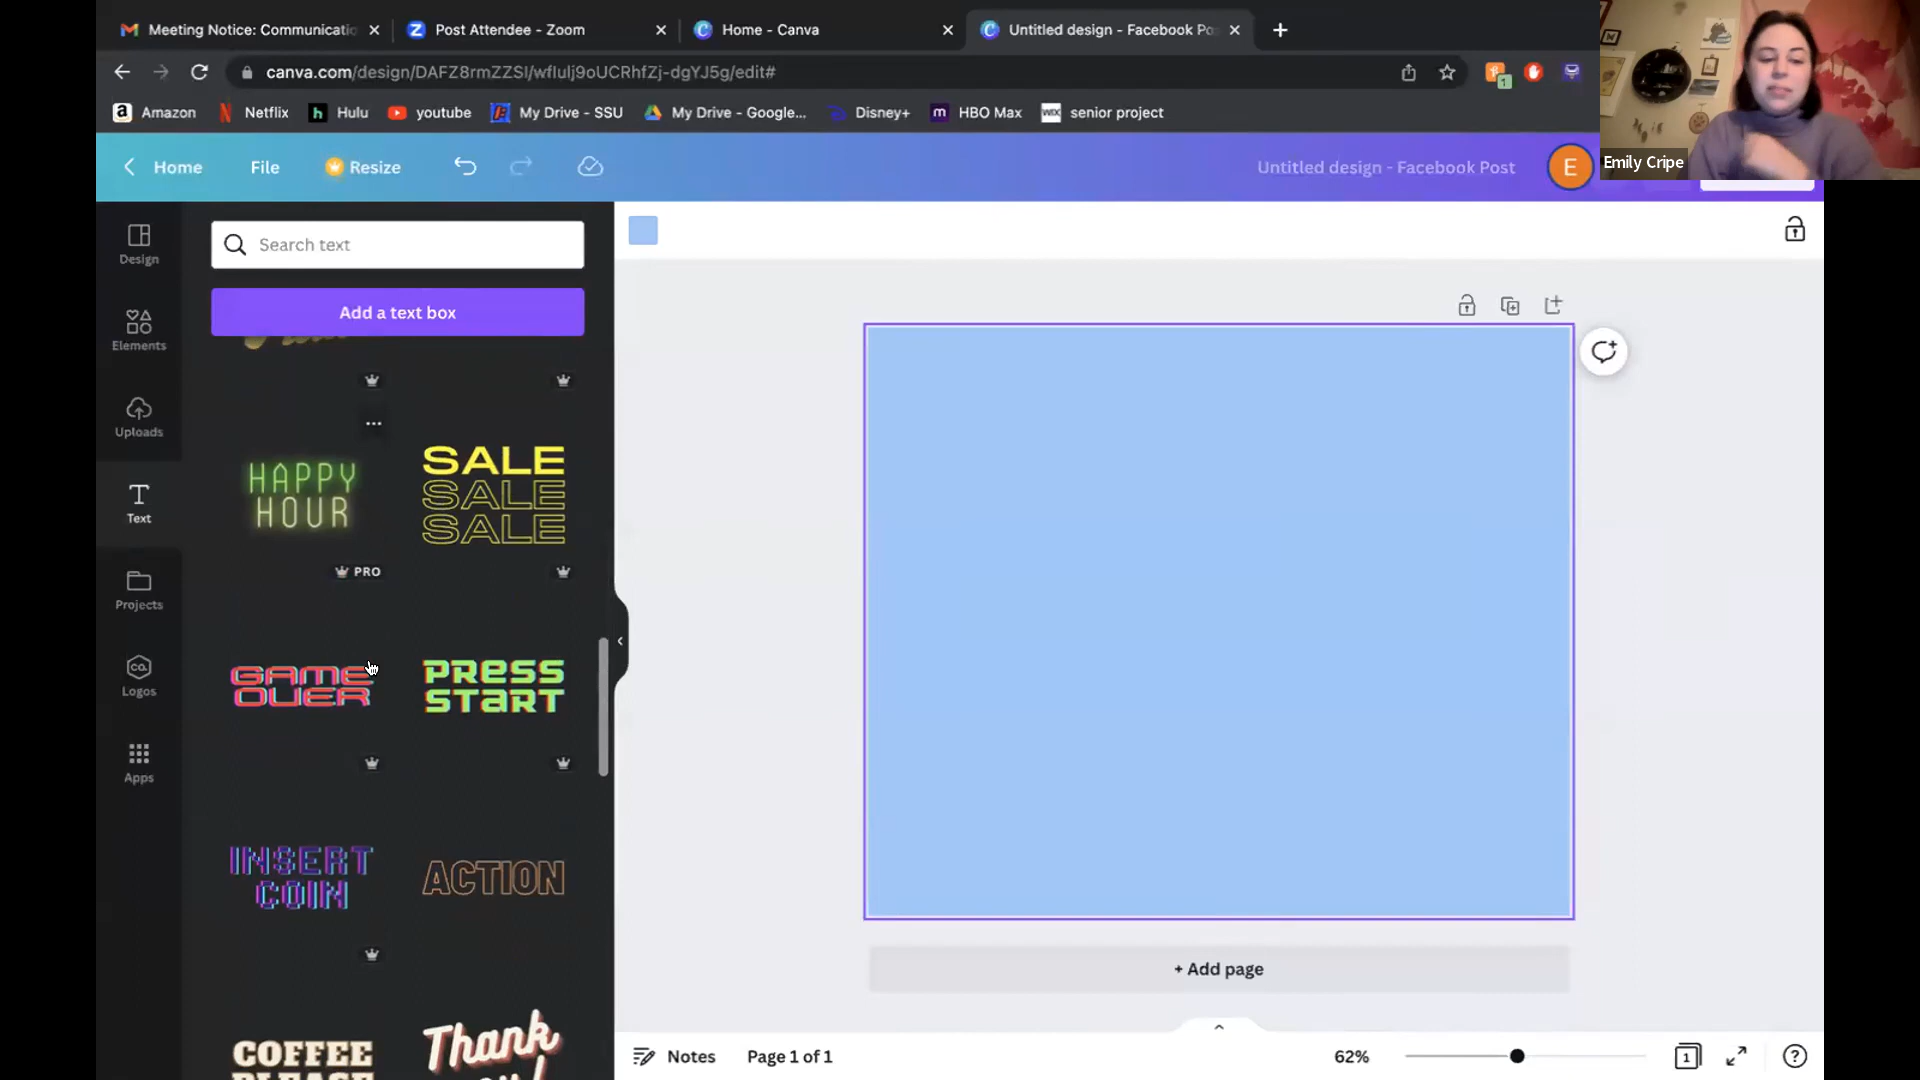 Meeting Notice: Communicatio
Post Attendee - Zoom
Home - Canva
Untitled design - Facebook Po
canva.com/design/DAFZ8rmZZSI/wfIulj9oUCRhfZj-dgYJ5g/edit#
Amazon
Netflix
Hulu
youtube
My Drive - SSU
My Drive - Google...
Disney+
HBO Max
senior project
Emily Cripe
Home
File
Resize
Untitled design - Facebook Post
E
Design
Elements
Uploads
Text
Projects
Logos
Apps
Search text
Add a text box
HAPPY
HOUR
SALE
SALE
SALE
PRO
GAME
OVER
PRESS
START
INSERT
COIN
ACTION
COFFEE
PLEASE
Thank
you!
+ Add page
Notes
Page 1 of 1
62%
1